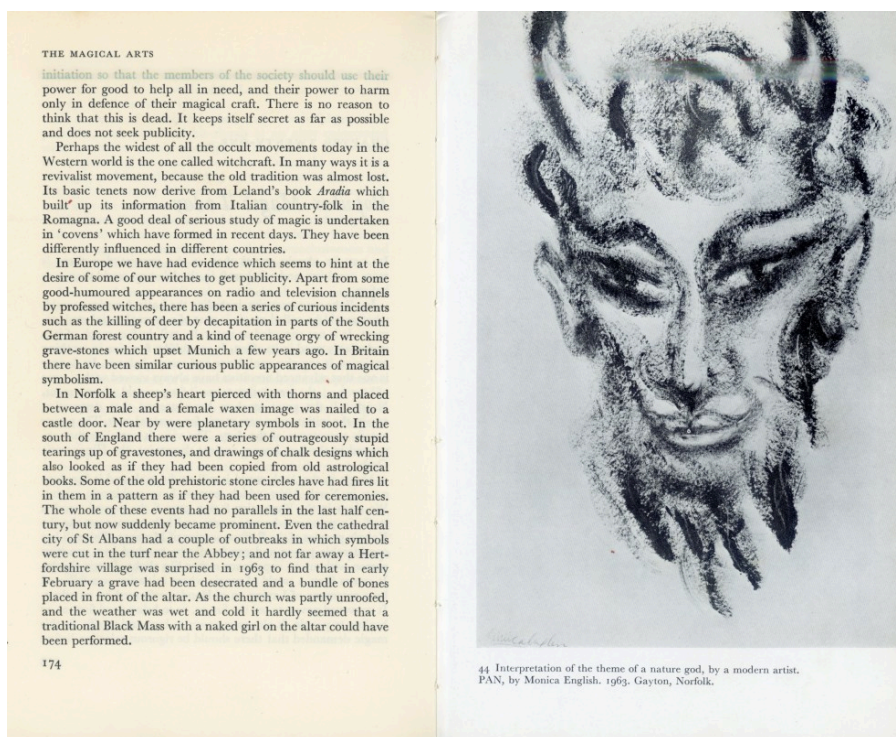 THE MAGICAL ARTS
initiation so that the members of the society should use their
power for good to help all in need, and their power to harm
only in defence of their magical craft. There is no reason to
think that this is dead. It keeps itself secret as far as possible
and does not seek publicity.
Perhaps the widest of all the occult movements today in the
Western world is the one called witchcraft. In many ways it is a
revivalist movement, because the old tradition was almost lost.
Its basic tenets now derive from Leland's book Aradia which
built up its information from Italian country-folk in the
Romagna. A good deal of serious study of magic is undertaken
in 'covens' which have formed in recent days. They have been
differently influenced in different countries.
In Europe we have had evidence which seems to hint at the
desire of some of our witches to get publicity. Apart from some
good-humoured appearances on radio and television channels
by professed witches, there has been a series of curious incidents
such as the killing of deer by decapitation in parts of the South
German forest country and a kind of teenage orgy of wrecking
grave-stones which upset Munich a few years ago. In Britain
there have been similar curious public appearances of magical
symbolism.
In Norfolk a sheep's heart pierced with thorns and placed
between a male and a female waxen image was nailed to a
castle door. Near by were planetary symbols in soot. In the
south of England there were a series of outrageously stupid
tearings up of gravestones, and drawings of chalk designs which
also looked as if they had been copied from old astrological
books. Some of the old prehistoric stone circles have had fires lit
in them in a pattern as if they had been used for ceremonies.
The whole of these events had no parallels in the last half cen-
tury, but now suddenly became prominent. Even the cathedral
city of St Albans had a couple of outbreaks in which symbols
were cut in the turf near the Abbey; and not far away a Hert-
fordshire village was surprised in 1963 to find that in early
February a grave had been desecrated and a bundle of bones
placed in front of the altar. As the church was partly unroofed,
and the weather was wet and cold it hardly seemed that a
traditional Black Mass with a naked girl on the altar could have
been performed.
174
44 Interpretation of the theme of a nature god, by a modern artist.
PAN, by Monica English. 1963. Gayton, Norfolk.